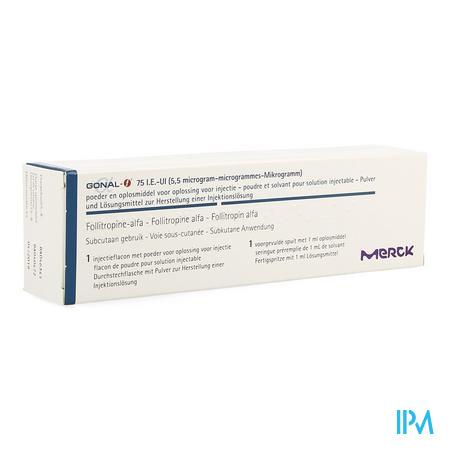 GONAL-f® 75 I.E.-UI (5,5 microgram-microgrammes-Mikrogramm)
poeder en oplosmiddel voor oplossing voor injectie – poudre et solvant pour solution injectable – Pulver
und Lösungsmittel zur Herstellung einer Injektionslösung
Follitropine-alfa - Follitropine alfa - Follitropin alfa
Subcutaan gebruik - Voie sous-cutanée - Subkutane Anwendung
1 injectieflacon met poeder voor oplossing voor injectie
flacon de poudre pour solution injectable
Durchstechflasche mit Pulver zur Herstellung einer
Injektionslösung
1 voorgevulde spuit met 1 ml oplosmiddel
seringue préremplie de 1 mL de solvant
Fertigspritze mit 1 ml Lösungsmittel
MERCK
IPM